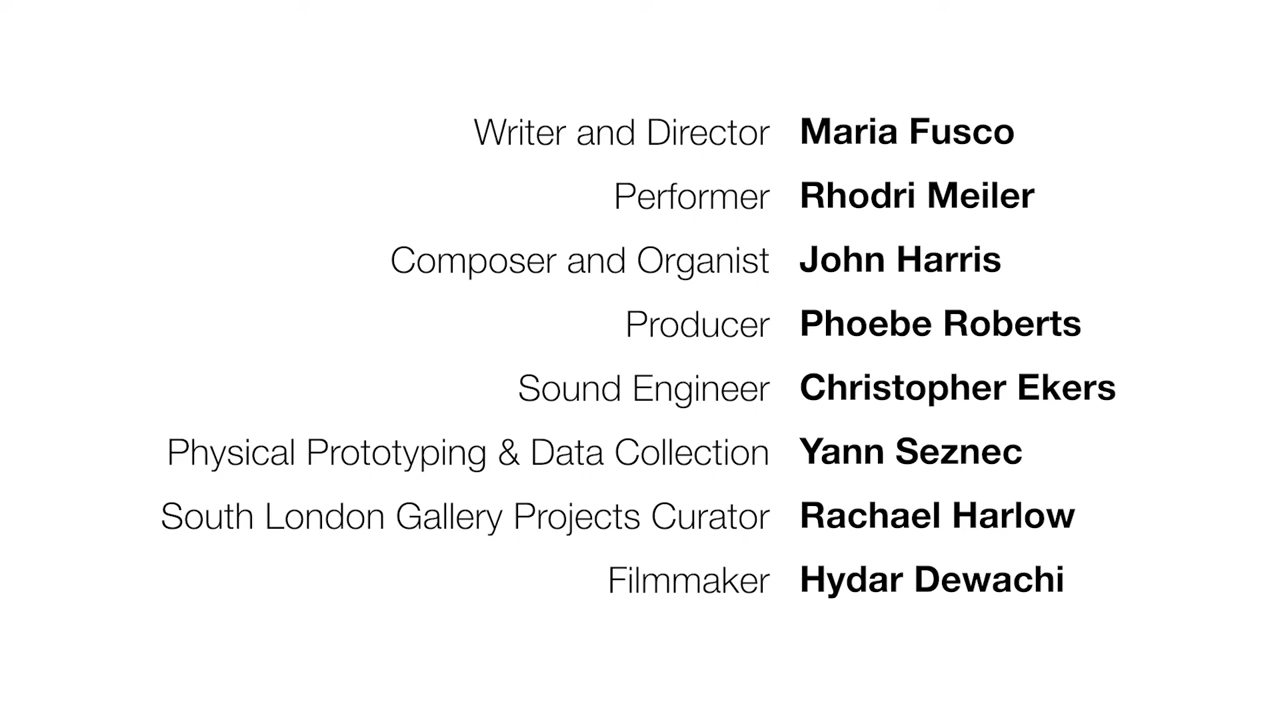 Writer and Director Maria Fusco
Performer Rhodri Meiler
Composer and Organist John Harris
Producer Phoebe Roberts
Sound Engineer Christopher Ekers
Physical Prototyping & Data Collection Yann Seznec
South London Gallery Projects Curator Rachael Harlow
Filmmaker Hydar Dewachi